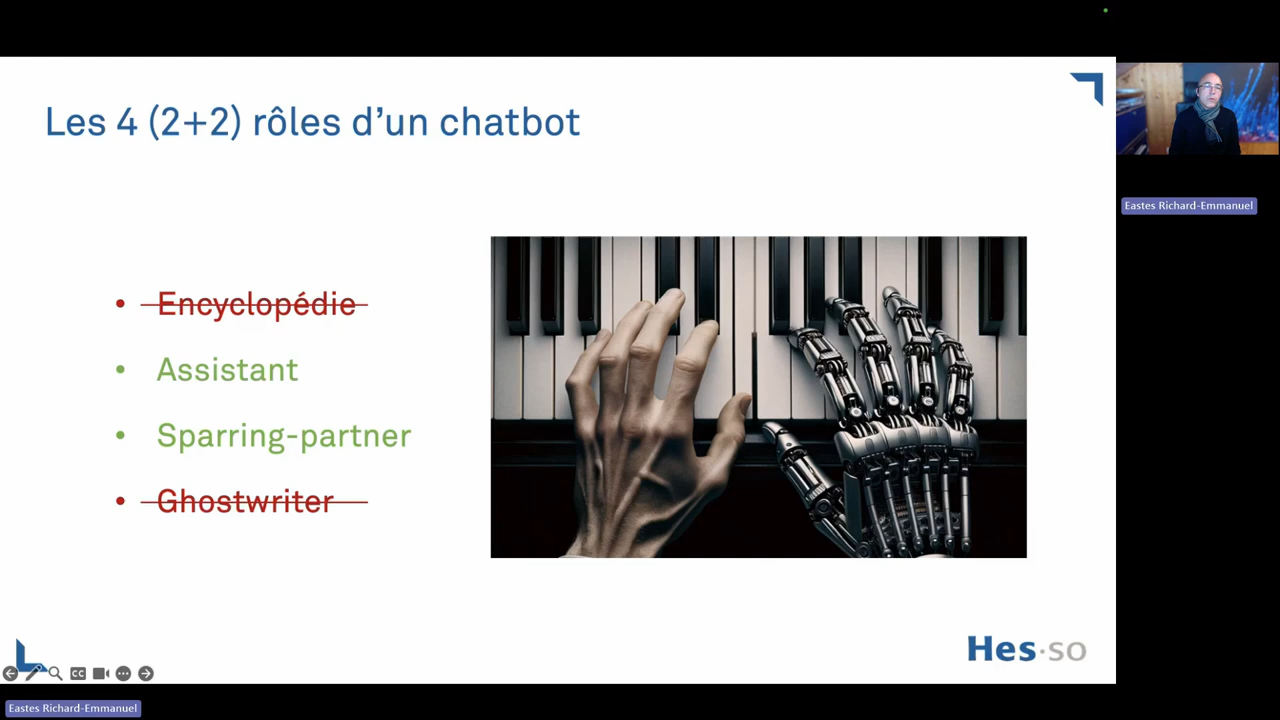 Les 4 (2+2) rôles d'un chatbot
Eastes Richard-Emmanuel
• Encyclopédie
• Assistant
• Sparring-partner
• Ghostwriter
Hes·so
CC
Eastes Richard-Emmanuel